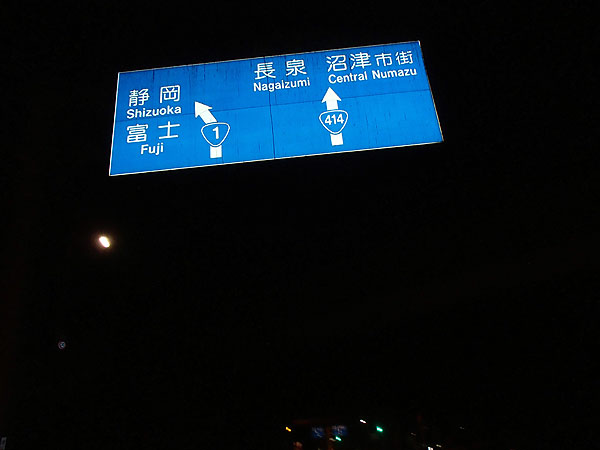 静岡
Shizuoka
富士
Fuji
1
長泉
Nagaizumi
沼津市街
Central Numazu
414